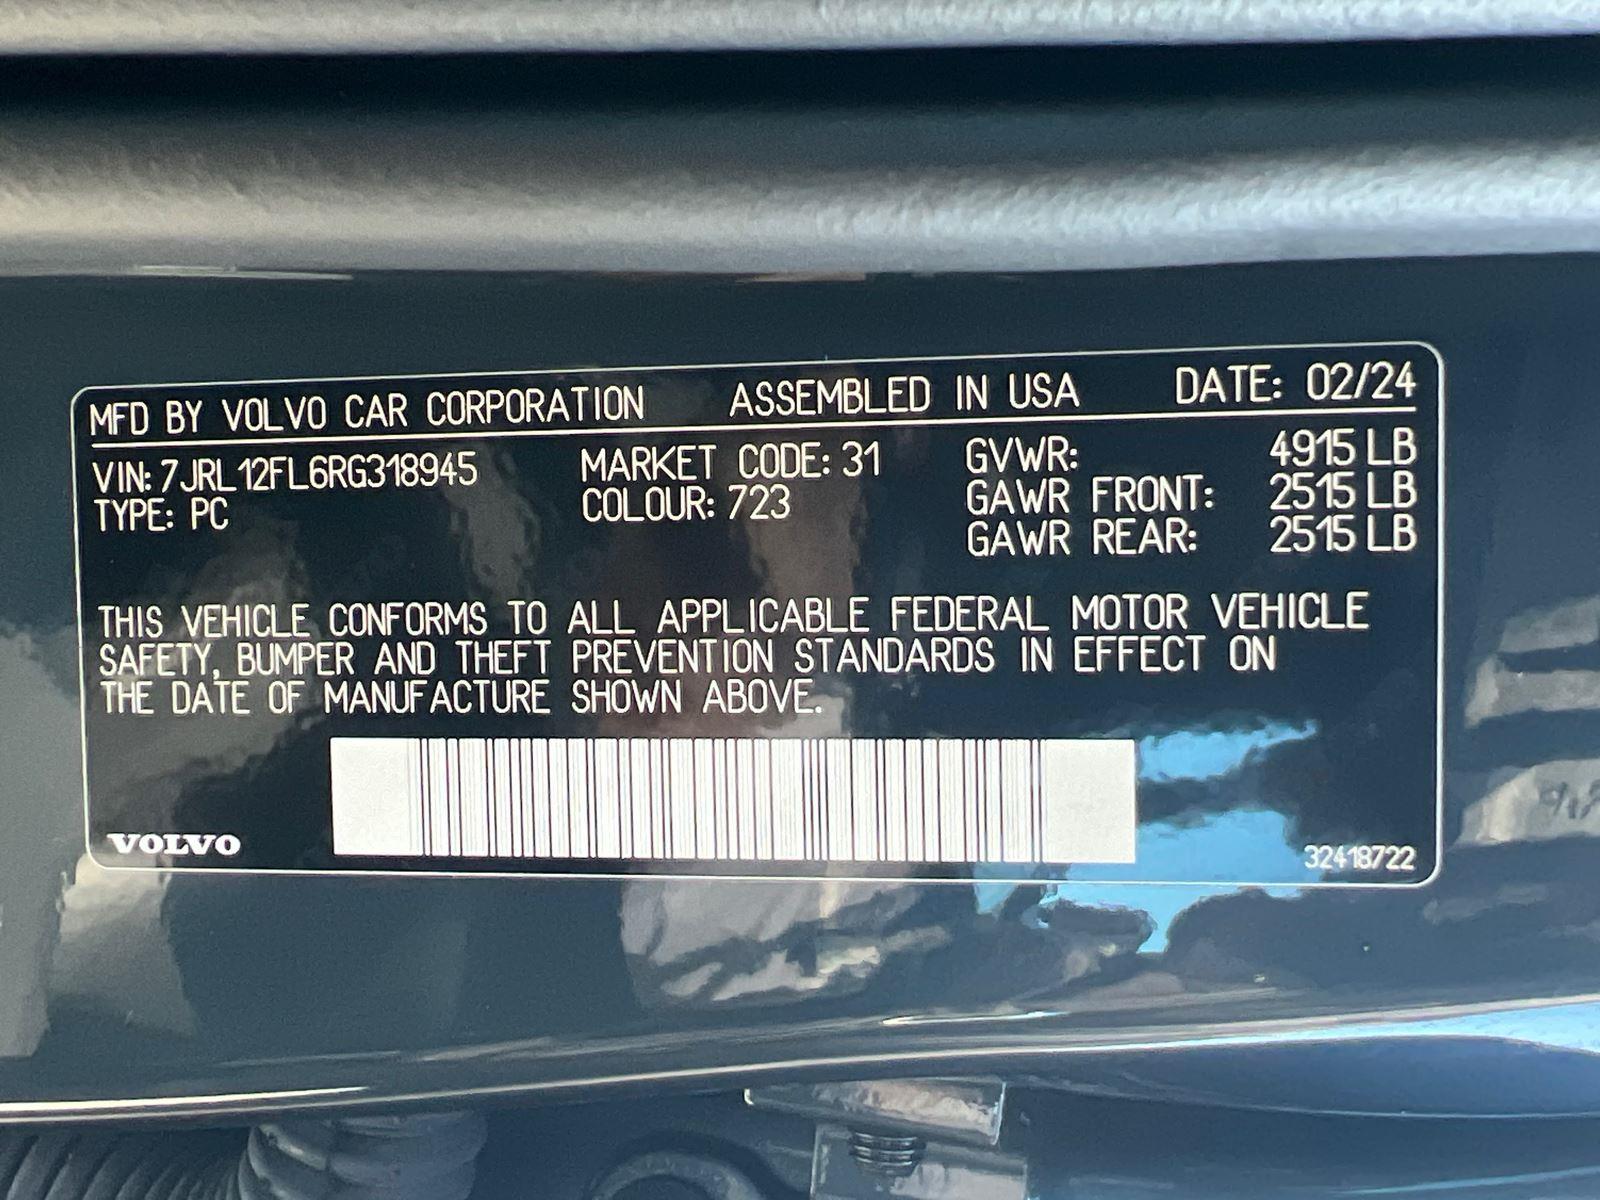 MFD BY VOLVO CAR CORPORATION ASSEMBLED IN USA DATE: 02/24
VIN: 7JRL12FL6RG318945 MARKET CODE: 31 GVWR: 4915 LB
TYPE: PC COLOUR: 723 GAWR FRONT: 2515 LB
GAWR REAR: 2515 LB
THIS VEHICLE CONFORMS TO ALL APPLICABLE FEDERAL MOTOR VEHICLE
SAFETY, BUMPER AND THEFT PREVENTION STANDARDS IN EFFECT ON
THE DATE OF MANUFACTURE SHOWN ABOVE.
VOLVO 32418722